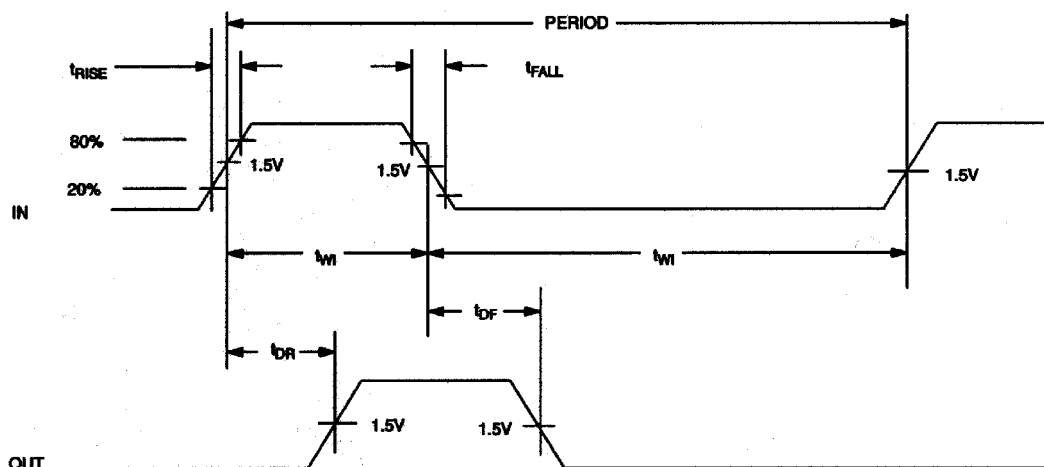 PERIOD
tRISE
tFALL
80%
1.5V
1.5V
1.5V
20%
IN
tWI
tWI
tDF
tDR
1.5V
1.5V
OUT